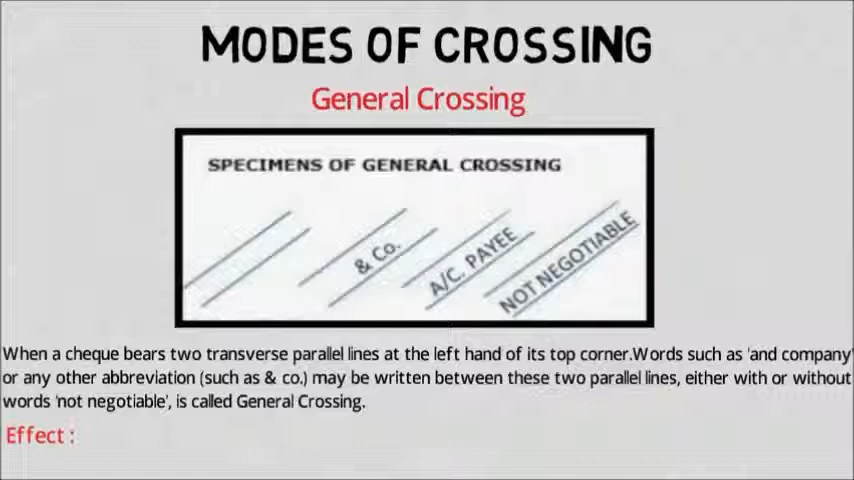 MODES OF CROSSING
General Crossing
SPECIMENS OF GENERAL CROSSING
& Co.
A/C. PAYEE
NOT NEGOTIABLE
When a cheque bears two transverse parallel lines at the left hand of its top corner.Words such as 'and company'
or any other abbreviation (such as & co.) may be written between these two parallel lines, either with or without
words 'not negotiable', is called General Crossing.
Effect :